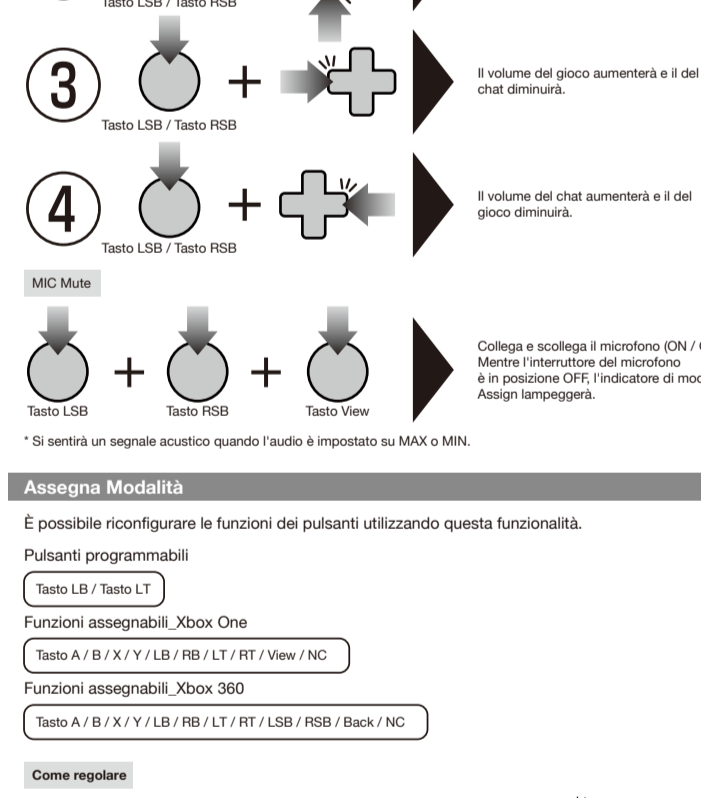 Tasto LSB / Tasto RSB
3
Tasto LSB / Tasto RSB
+
Il volume del gioco aumenterà e il del
chat diminuirà.
4
Tasto LSB / Tasto RSB
+
Il volume del chat aumenterà e il del
gioco diminuirà.
MIC Mute
Tasto LSB
+
Tasto RSB
+
Tasto View
Collega e scollega il microfono (ON /
Mentre l'interruttore del microfono
è in posizione OFF, l'indicatore di
Assign lampeggerà.
* Si sentirà un segnale acustico quando l'audio è impostato su MAX o MIN.
Assegna Modalità
È possibile riconfigurare le funzioni dei pulsanti utilizzando questa funzionalità.
Pulsanti programmabili
Tasto LB / Tasto LT
Funzioni assegnabili_Xbox One
Tasto A / B / X / Y / LB / RB / LT / RT / View / NC
Funzioni assegnabili_Xbox 360
Tasto A / B / X / Y / LB / RB / LT / RT / LSB / RSB / Back / NC
Come regolare